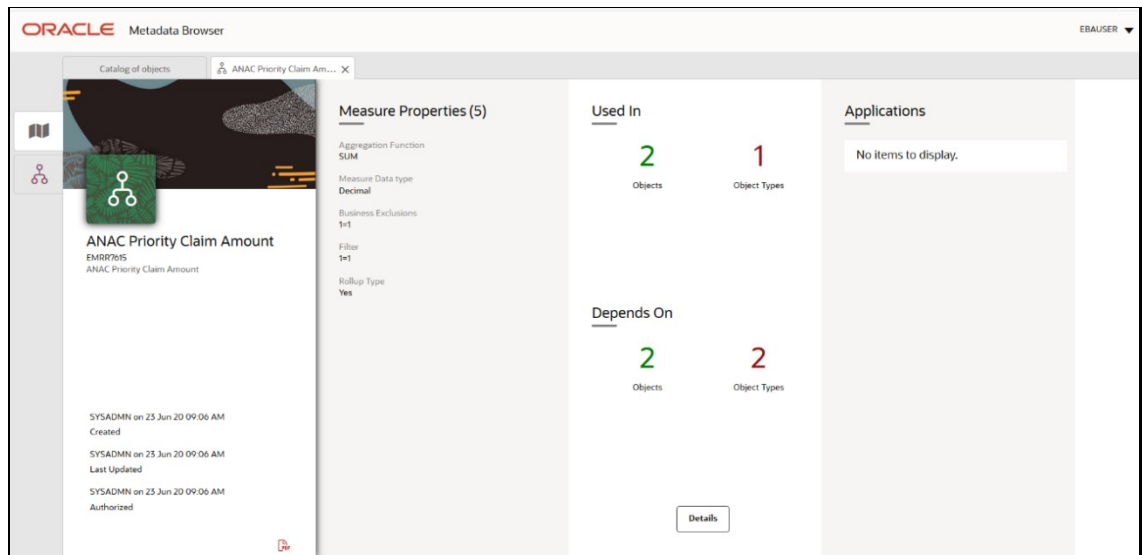 ORACLE Metadata Browser
EBAUSER
Catalog of objects
ANAC Priority Claim Am... X
ANAC Priority Claim Amount
EMRR7615
ANAC Priority Claim Amount
SYSADMN on 23 Jun 20 09:06 AM
Created
SYSADMN on 23 Jun 20 09:06 AM
Last Updated
SYSADMN on 23 Jun 20 09:06 AM
Authorized
PDF
Measure Properties (5)
Aggregation Function
SUM
Measure Data type
Decimal
Business Exclusions
1=1
Filter
1=1
Rollup Type
Yes
Used In
2 1
Objects Object Types
Depends On
2 2
Objects Object Types
Details
Applications
No items to display.